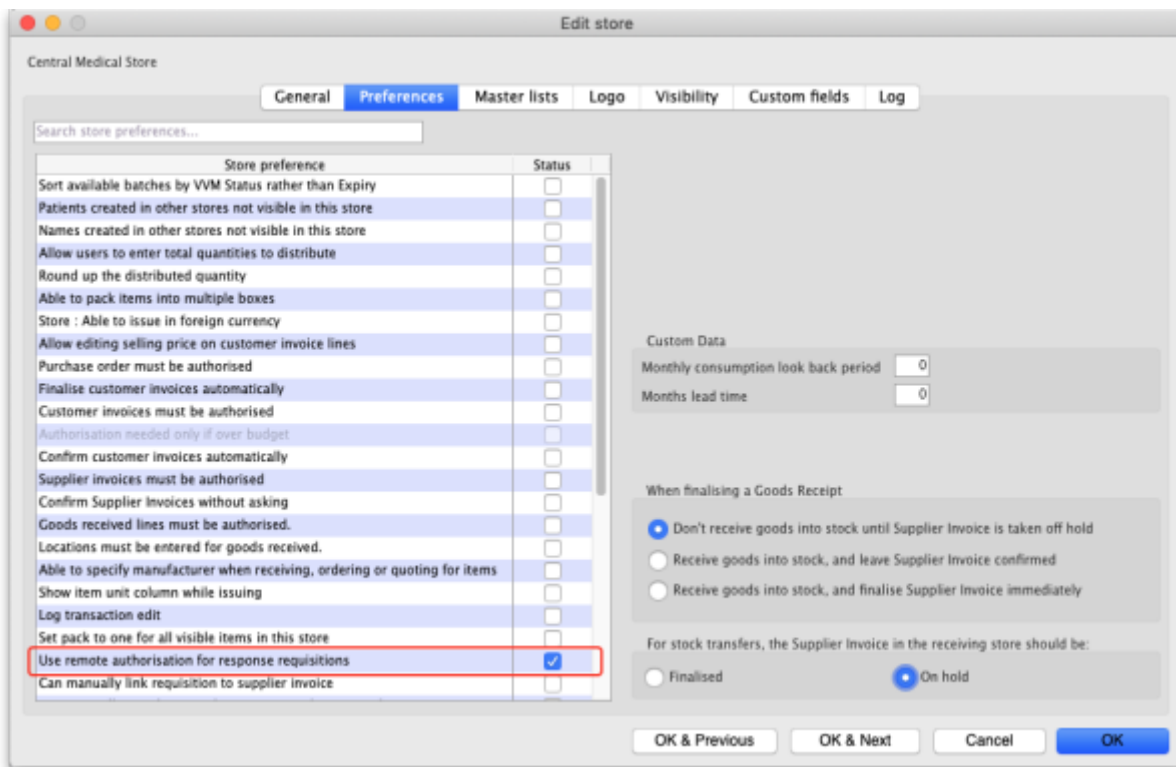 Edit store
Central Medical Store
General Preferences Master lists Logo Visibility Custom fields Log
Search store preferences...
Store preference Status
Sort available batches by VVM Status rather than Expiry
Patients created in other stores not visible in this store
Names created in other stores not visible in this store
Allow users to enter total quantities to distribute
Round up the distributed quantity
Able to pack items into multiple boxes
Store : Able to issue in foreign currency
Allow editing selling price on customer invoice lines
Purchase order must be authorised
Finalise customer invoices automatically
Customer invoices must be authorised
Authorisation needed only if over budget
Confirm customer invoices automatically
Supplier invoices must be authorised
Confirm Supplier Invoices without asking
Goods received lines must be authorised.
Locations must be entered for goods received.
Able to specify manufacturer when receiving, ordering or quoting for items
Show item unit column while issuing
Log transaction edit
Set pack to one for all visible items in this store
Use remote authorisation for response requisitions
Can manually link requisition to supplier invoice
Custom Data
Monthly consumption look back period 0
Months lead time 0
When finalising a Goods Receipt
Don't receive goods into stock until Supplier Invoice is taken off hold
Receive goods into stock, and leave Supplier Invoice confirmed
Receive goods into stock, and finalise Supplier Invoice immediately
For stock transfers, the Supplier Invoice in the receiving store should be:
Finalised On hold
OK & Previous OK & Next Cancel OK